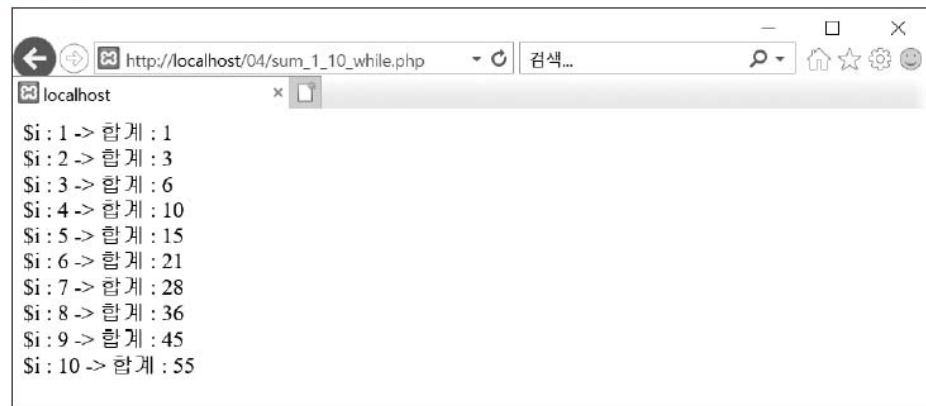 http://localhost/04/sum_1_10_while.php
검색...
localhost
$i : 1 -> 합계 : 1
$i : 2 -> 합계 : 3
$i : 3 -> 합계 : 6
$i : 4 -> 합계 : 10
$i : 5 -> 합계 : 15
$i : 6 -> 합계 : 21
$i : 7 -> 합계 : 28
$i : 8 -> 합계 : 36
$i : 9 -> 합계 : 45
$i : 10 -> 합계 : 55